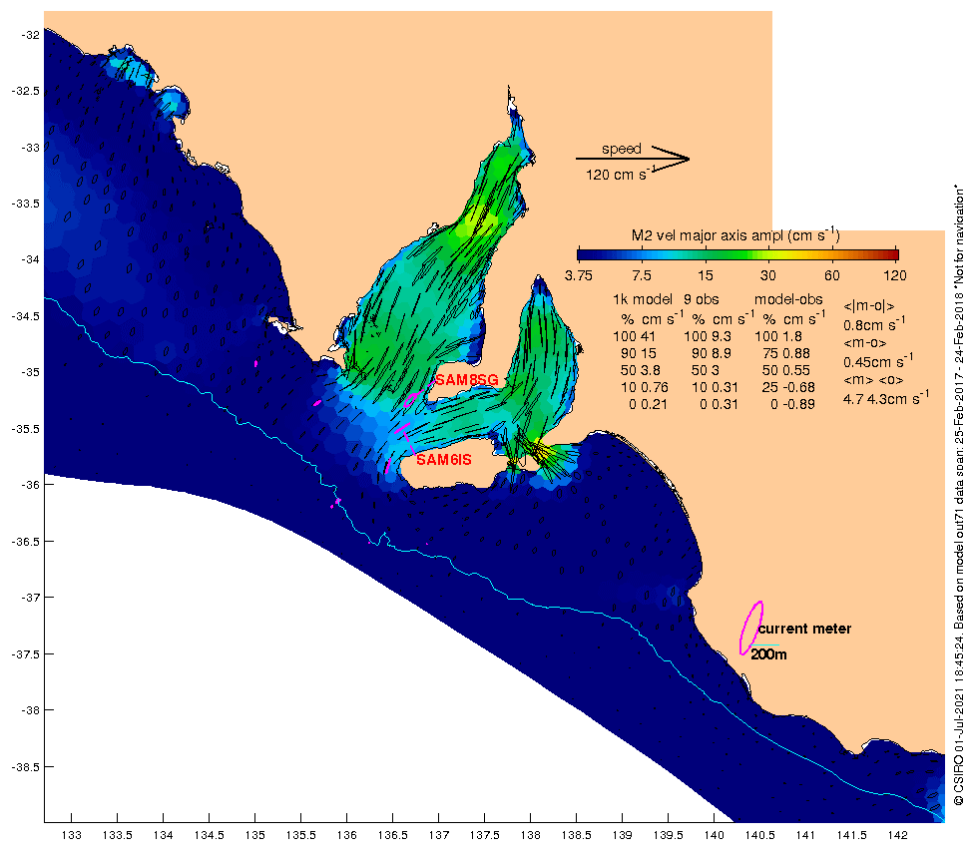 -32
-32.5
-33
-33.5
-34
-34.5
-35
-35.5
-36
-36.5
-37
-37.5
-38
-38.5
133 133.5 134 134.5 135 135.5 136 136.5 137 137.5 138 138.5 139 139.5 140 140.5 141 141.5 142
speed
120 cm s-1
M2 vel major axis ampl (cm s-1)
3.75 7.5 15 30 60 120
1k model 9 obs model-obs
% cm s-1 % cm s-1 % cm s-1
100 41 100 9.3 100 1.8
90 15 90 8.9 75 0.88
50 3.8 50 3 50 0.55
10 0.76 10 0.31 25 -0.68
0 0.21 0 0.31 0 -0.89
<|m-o|>
0.8cm s-1
<m-o>
0.45cm s-1
<m> <o>
4.7 4.3cm s-1
SAM8SG
SAM6IS
current meter
200m
© CSIRO 01-Jul-2021 18:45:24. Based on model out71 data span: 25-Feb-2017 - 24-Feb-2018 *Not for navigation*